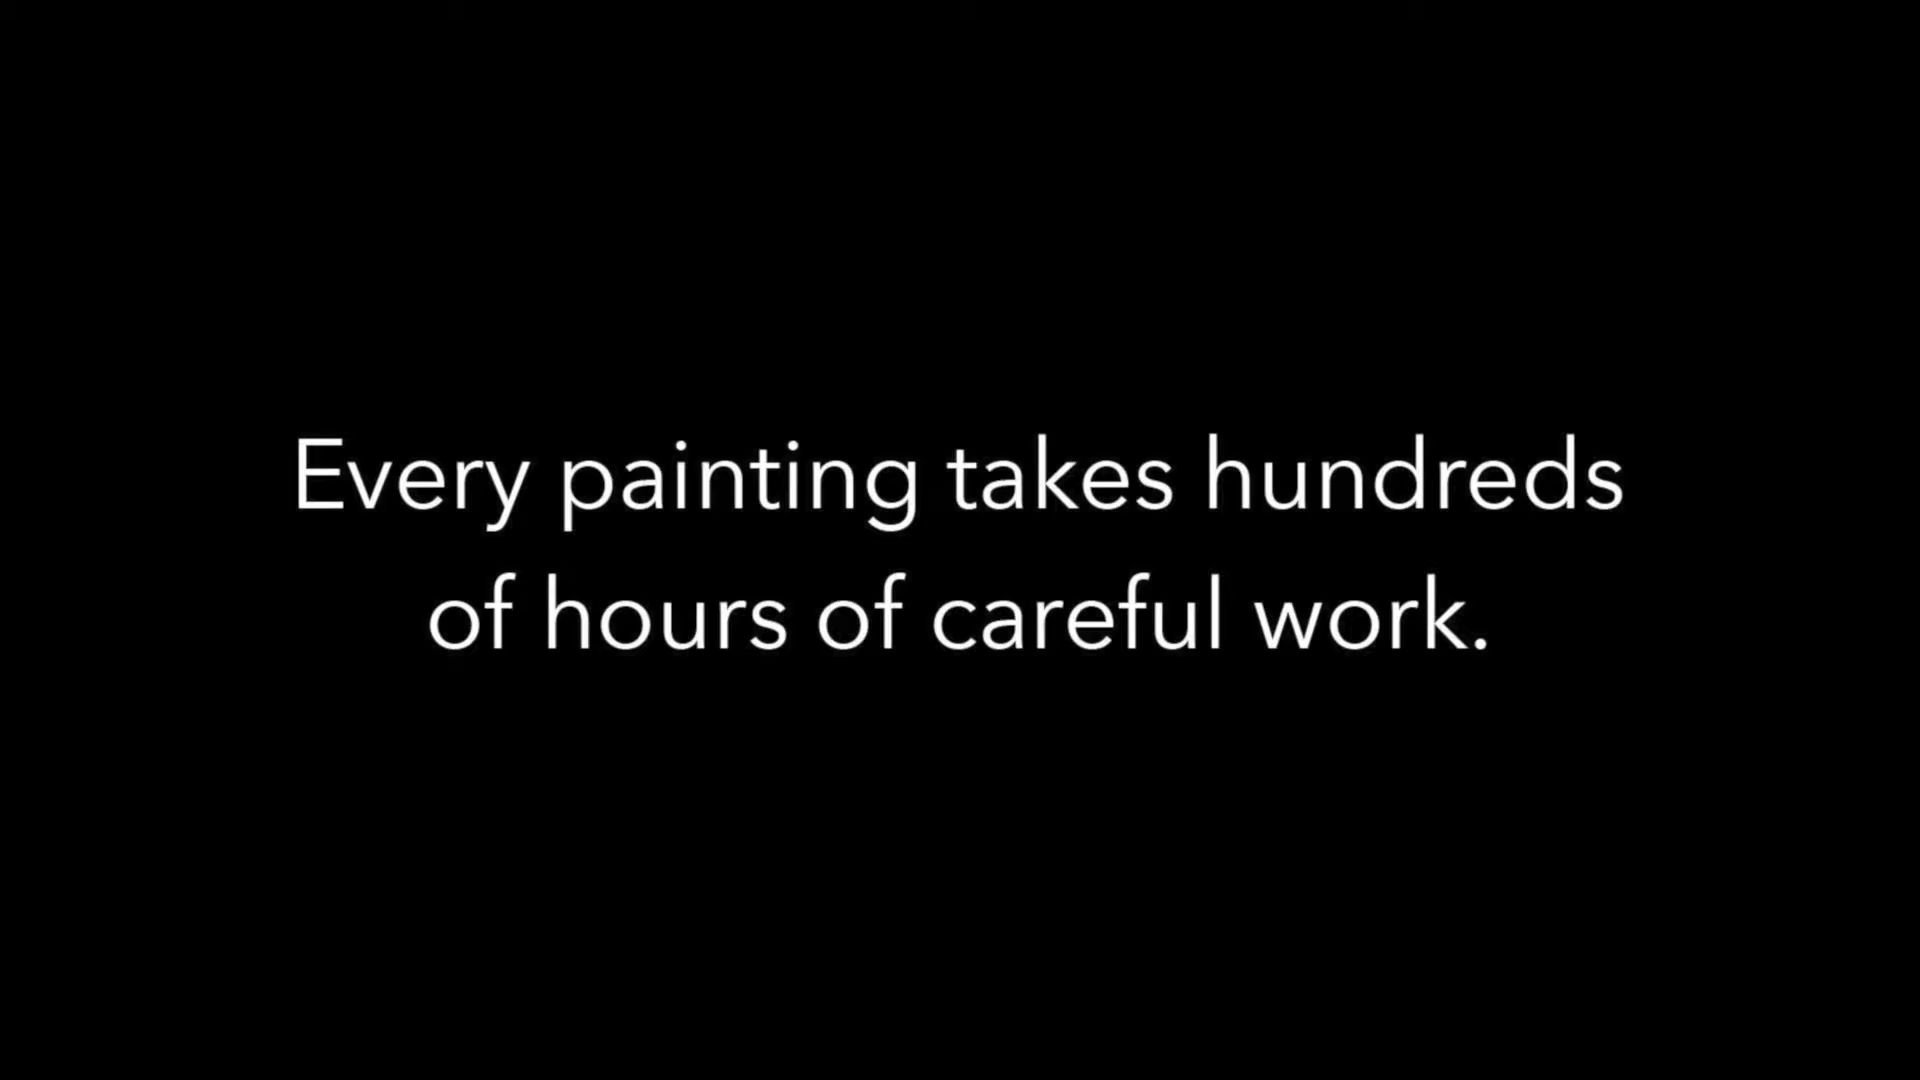 Every painting takes hundreds
of hours of careful work.